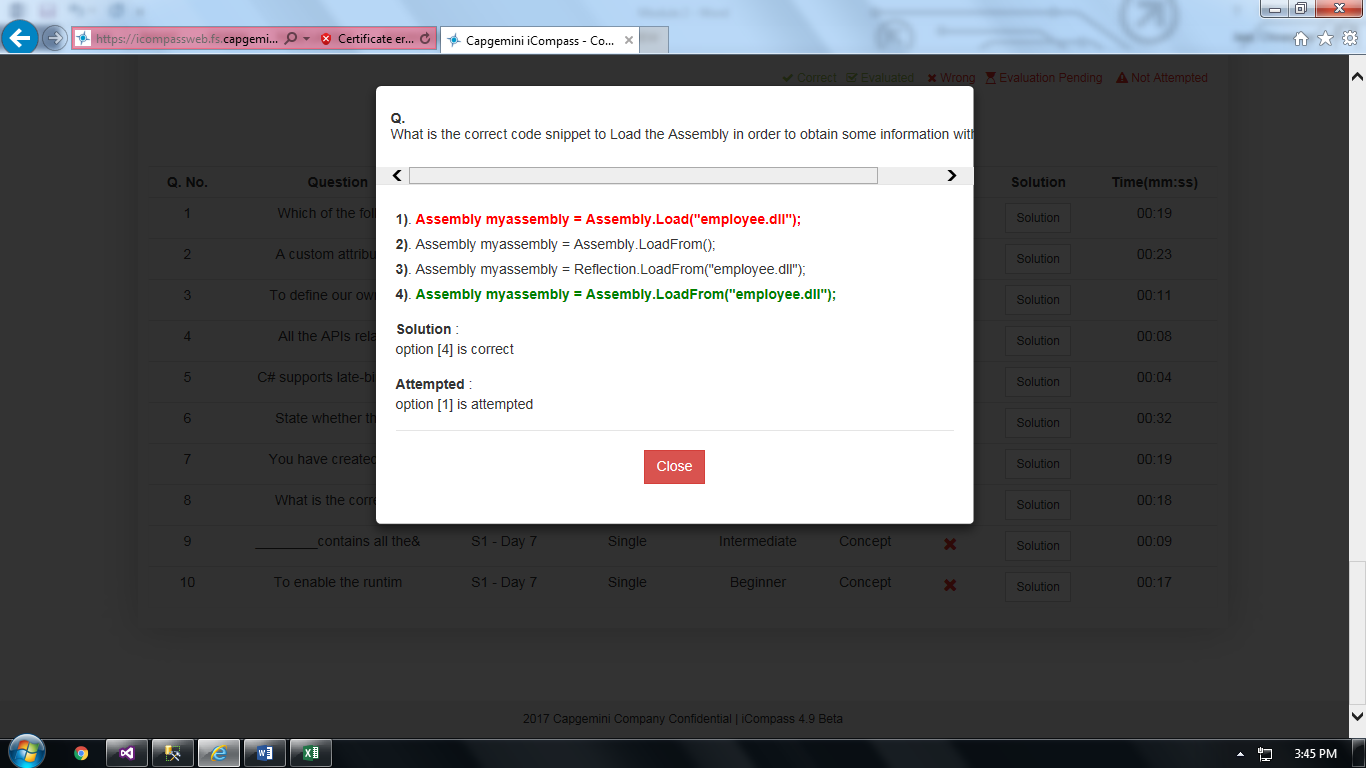 https://icompassweb.fs.capgemi...
Certificate er...
Capgemini iCompass - Co...
Correct Evaluated Wrong Evaluation Pending Not Attempted
Q.
What is the correct code snippet to Load the Assembly in order to obtain some information with
1). Assembly myassembly = Assembly.Load("employee.dll");
2). Assembly myassembly = Assembly.LoadFrom();
3). Assembly myassembly = Reflection.LoadFrom("employee.dll");
4). Assembly myassembly = Assembly.LoadFrom("employee.dll");
Solution :
option [4] is correct
Attempted :
option [1] is attempted
Close
Q. No. Question Solution Time(mm:ss)
1 Which of the foll Solution 00:19
2 A custom attribu Solution 00:23
3 To define our own Solution 00:11
4 All the APIs rela Solution 00:08
5 C# supports late-bi Solution 00:04
6 State whether th Solution 00:32
7 You have created Solution 00:19
8 What is the corre Solution 00:18
9 ________contains all the& S1 - Day 7 Single Intermediate Concept Solution 00:09
10 To enable the runtim S1 - Day 7 Single Beginner Concept Solution 00:17
2017 Capgemini Company Confidential | iCompass 4.9 Beta
3:45 PM